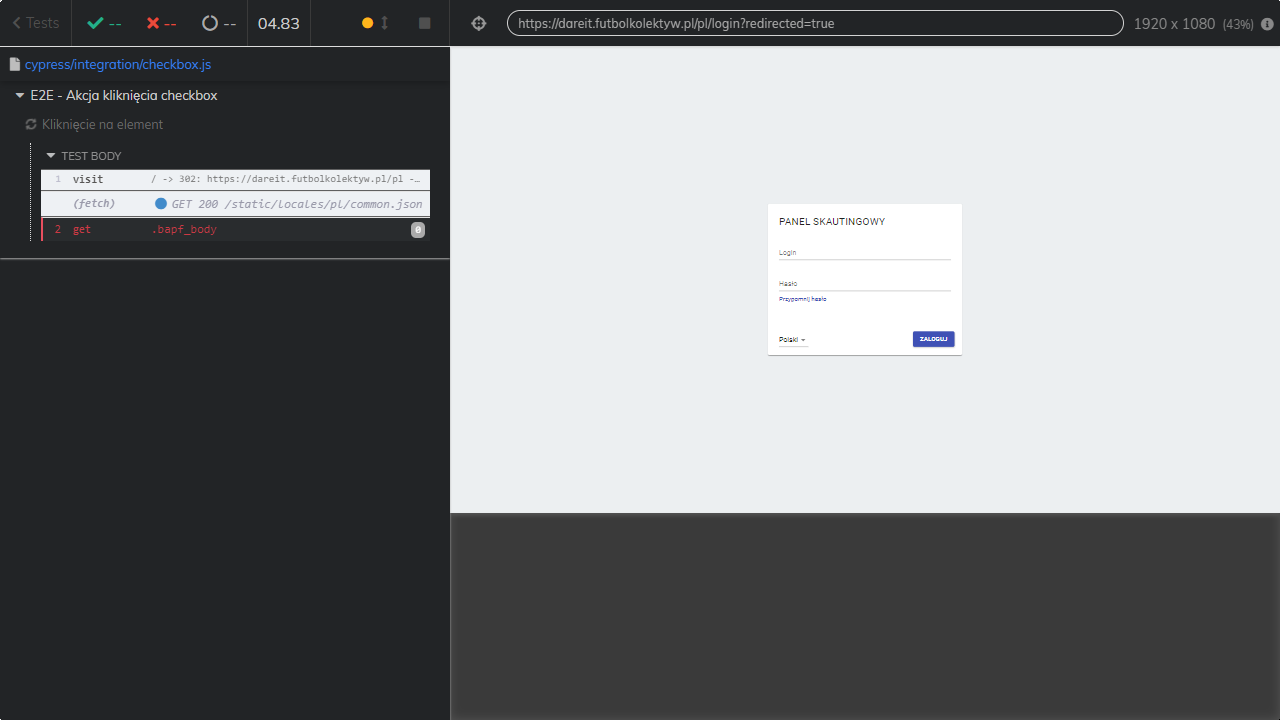 Tests -- -- -- 04.83
https://dareit.futbolkolektyw.pl/pl/login?redirected=true 1920 x 1080 (43%)
cypress/integration/checkbox.js
E2E - Akcja kliknięcia checkbox
Kliknięcie na element
TEST BODY
1 visit / -> 302: https://dareit.futbolkolektyw.pl/pl -…
(fetch) GET 200 /static/locales/pl/common.json
2 get .bapf_body 0
PANEL SKAUTINGOWY
Login
Hasło
Przypomnij hasło
Polski ZALOGUJ